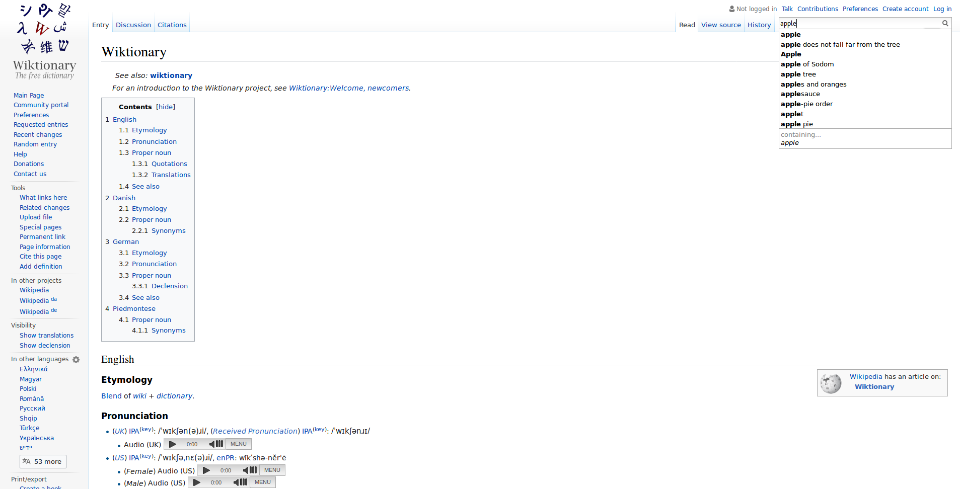 Not logged in Talk Contributions Preferences Create account Log in
Entry Discussion Citations
Read View source History
apple
apple
apple does not fall far from the tree
Apple
apple of Sodom
apple tree
apples and oranges
applesauce
apple-pie order
apple!
apple pie
containing...
apple
Wiktionary
The free dictionary
Main Page
Community portal
Preferences
Requested entries
Recent changes
Random entry
Help
Donations
Contact us
Tools
What links here
Related changes
Upload file
Special pages
Permanent link
Page information
Cite this page
Add definition
In other projects
Wikipedia
Wikipedia de
Wikipedia de
Visibility
Show translations
Show declension
In other languages
Ελληνικά
Magyar
Polski
Română
Русский
Shqip
Türkçe
Українська
ייִדיש
53 more
Print/export
Create a book
Wiktionary
See also: wiktionary
For an introduction to the Wiktionary project, see Wiktionary:Welcome, newcomers.
Contents [hide]
1 English
1.1 Etymology
1.2 Pronunciation
1.3 Proper noun
1.3.1 Quotations
1.3.2 Translations
1.4 See also
2 Danish
2.1 Etymology
2.2 Proper noun
2.2.1 Synonyms
3 German
3.1 Etymology
3.2 Pronunciation
3.3 Proper noun
3.3.1 Declension
3.4 See also
4 Piedmontese
4.1 Proper noun
4.1.1 Synonyms
English
Etymology
Blend of wiki + dictionary.
Wikipedia has an article on:
Wiktionary
Pronunciation
(UK) IPA(key): /ˈwɪkʃən(ə)ɹi/, (Received Pronunciation) IPA(key): /ˈwɪkʃənɹɪ/
Audio (UK) 0:00 MENU
(US) IPA(key): /ˈwɪkʃəˌnɛ(ə)ɹi/, enPR: wĭkʹshə-nĕrʹe
(Female) Audio (US) 0:00 MENU
(Male) Audio (US) 0:00 MENU